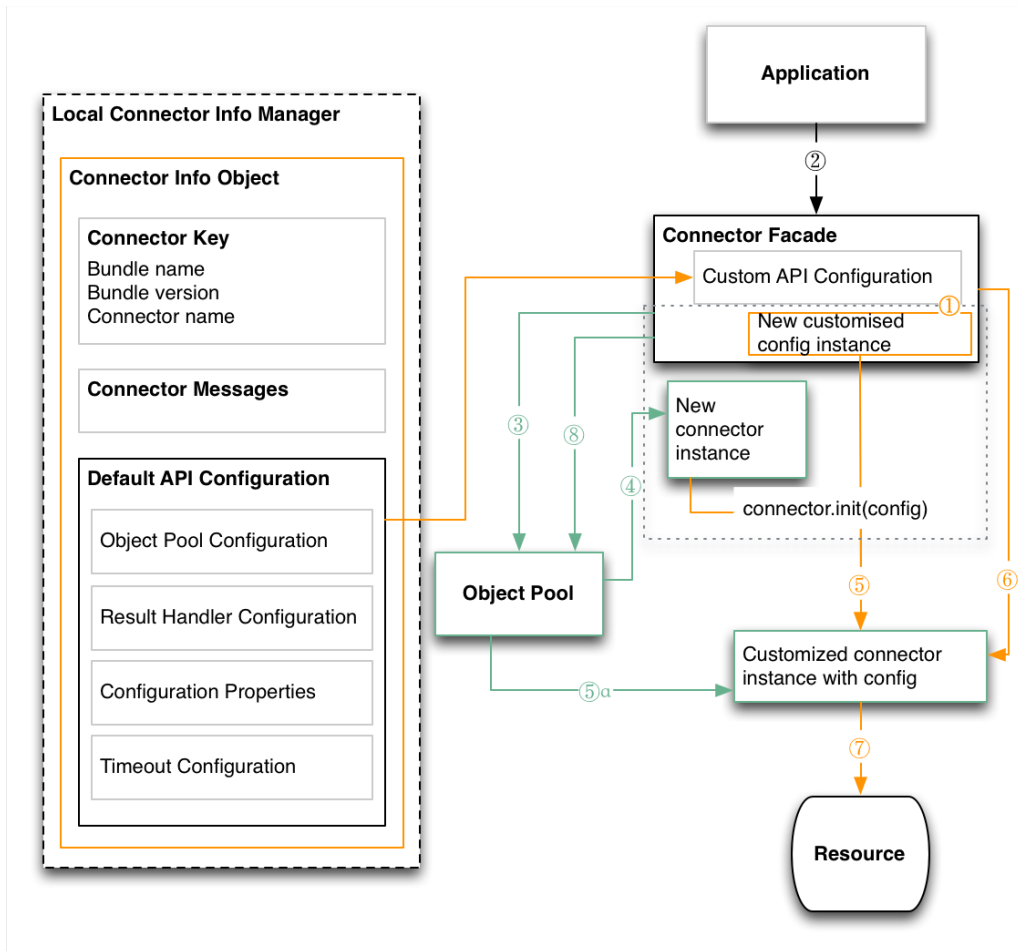 Application
Local Connector Info Manager
②
Connector Info Object
Connector Key
Bundle name
Bundle version
Connector name
Connector Facade
Custom API Configuration
①
New customised
config instance
Connector Messages
③
⑧
④
New
connector
instance
connector.init(config)
Default API Configuration
Object Pool Configuration
Result Handler Configuration
Configuration Properties
Timeout Configuration
Object Pool
⑤
⑥
⑤a
Customized connector
instance with config
⑦
Resource